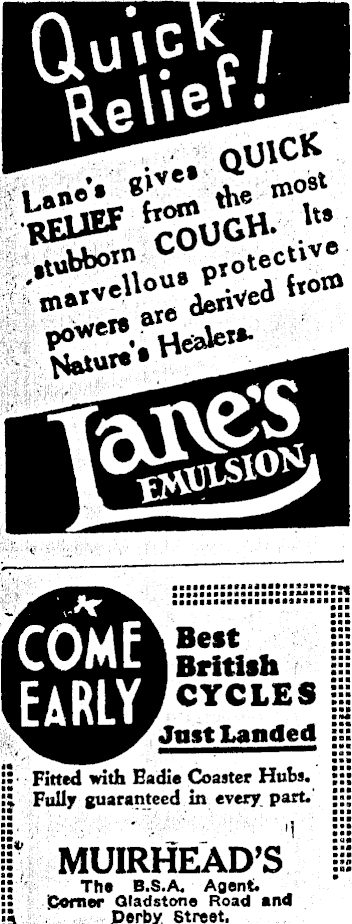 Quick
Relief!
Lane's gives QUICK
RELIEF from the most
stubborn COUGH. Its
marvellous protective
powers are derived from
Nature's Healers.
Lane's
EMULSION
COME
EARLY
Best
British
CYCLES
Just Landed
Fitted with Eadie Coaster Hubs.
Fully guaranteed in every part.
MUIRHEAD'S
The B.S.A. Agent.
Corner Gladstone Road and
Derby Street.